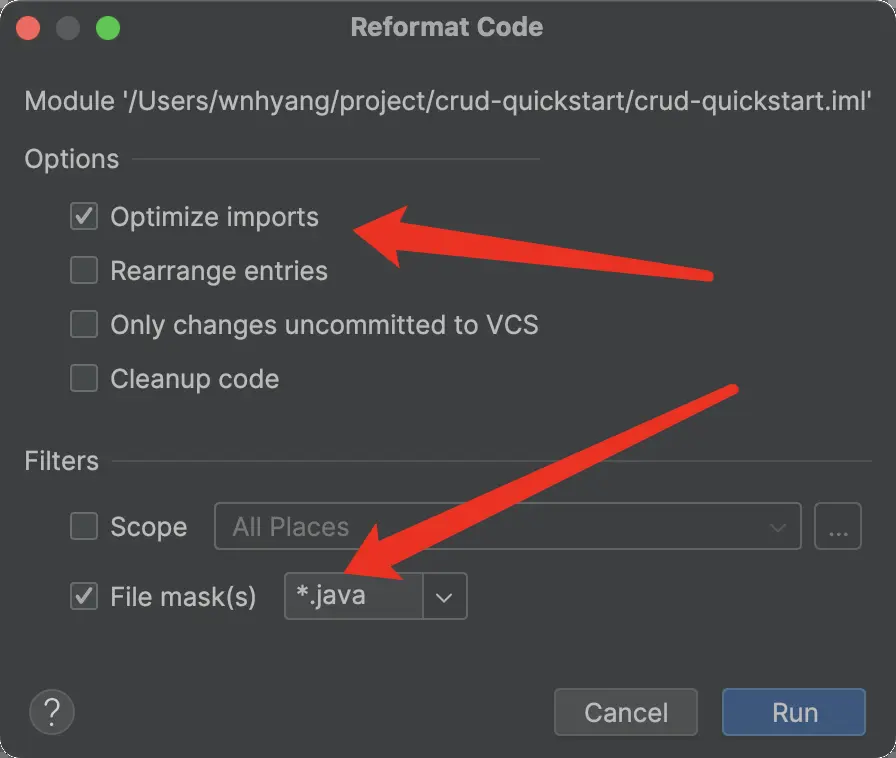 Reformat Code
Module '/Users/wnhyang/project/crud-quickstart/crud-quickstart.iml'
Options
Optimize imports
Rearrange entries
Only changes uncommitted to VCS
Cleanup code
Filters
Scope All Places ...
File mask(s) *.java
? Cancel Run